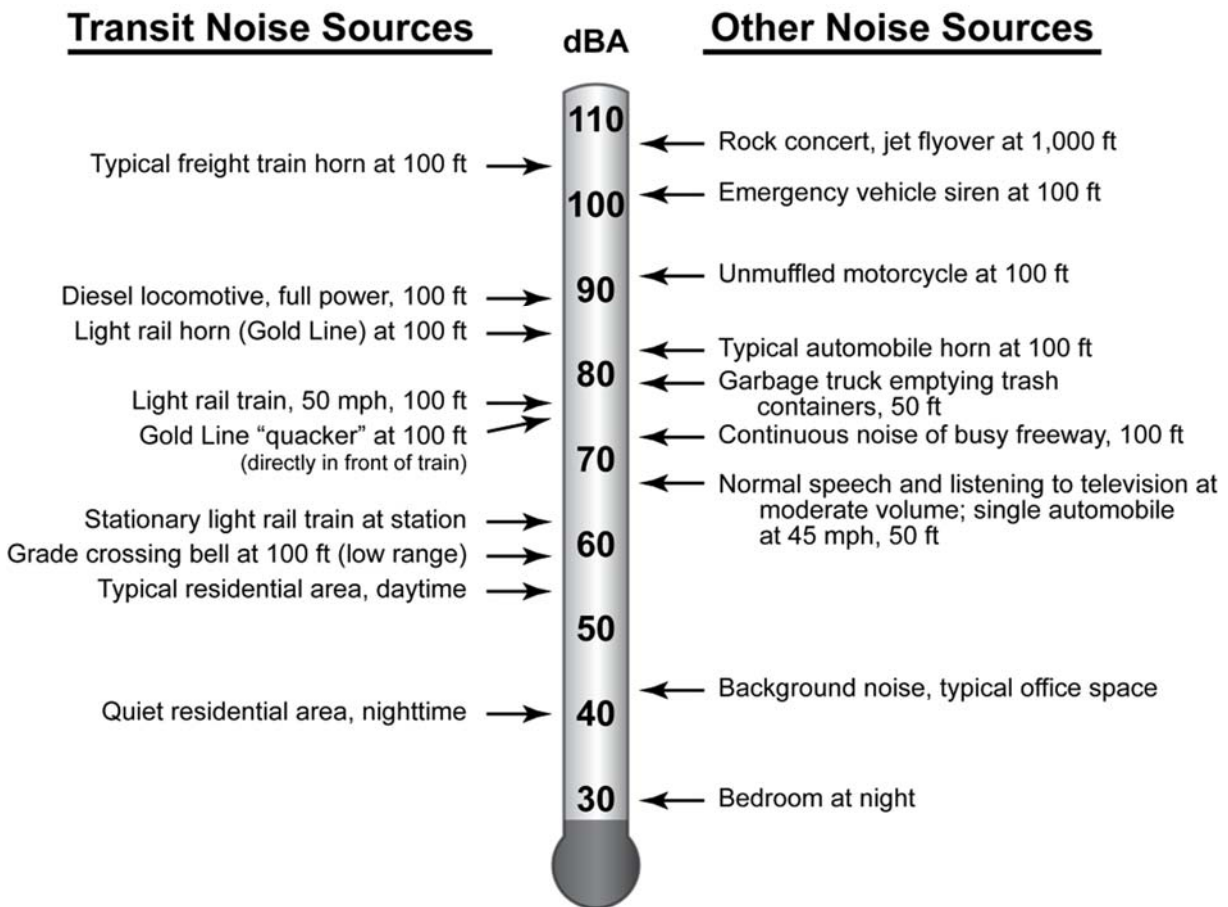 Transit Noise Sources
dBA
Other Noise Sources
110
Rock concert, jet flyover at 1,000 ft
Typical freight train horn at 100 ft
Emergency vehicle siren at 100 ft
100
Unmuffled motorcycle at 100 ft
90
Diesel locomotive, full power, 100 ft
Light rail horn (Gold Line) at 100 ft
Typical automobile horn at 100 ft
80
Garbage truck emptying trash
containers, 50 ft
Light rail train, 50 mph, 100 ft
Gold Line “quacker” at 100 ft
(directly in front of train)
Continuous noise of busy freeway, 100 ft
70
Normal speech and listening to television at
moderate volume; single automobile
at 45 mph, 50 ft
Stationary light rail train at station
60
Grade crossing bell at 100 ft (low range)
Typical residential area, daytime
50
Background noise, typical office space
Quiet residential area, nighttime
40
30
Bedroom at night